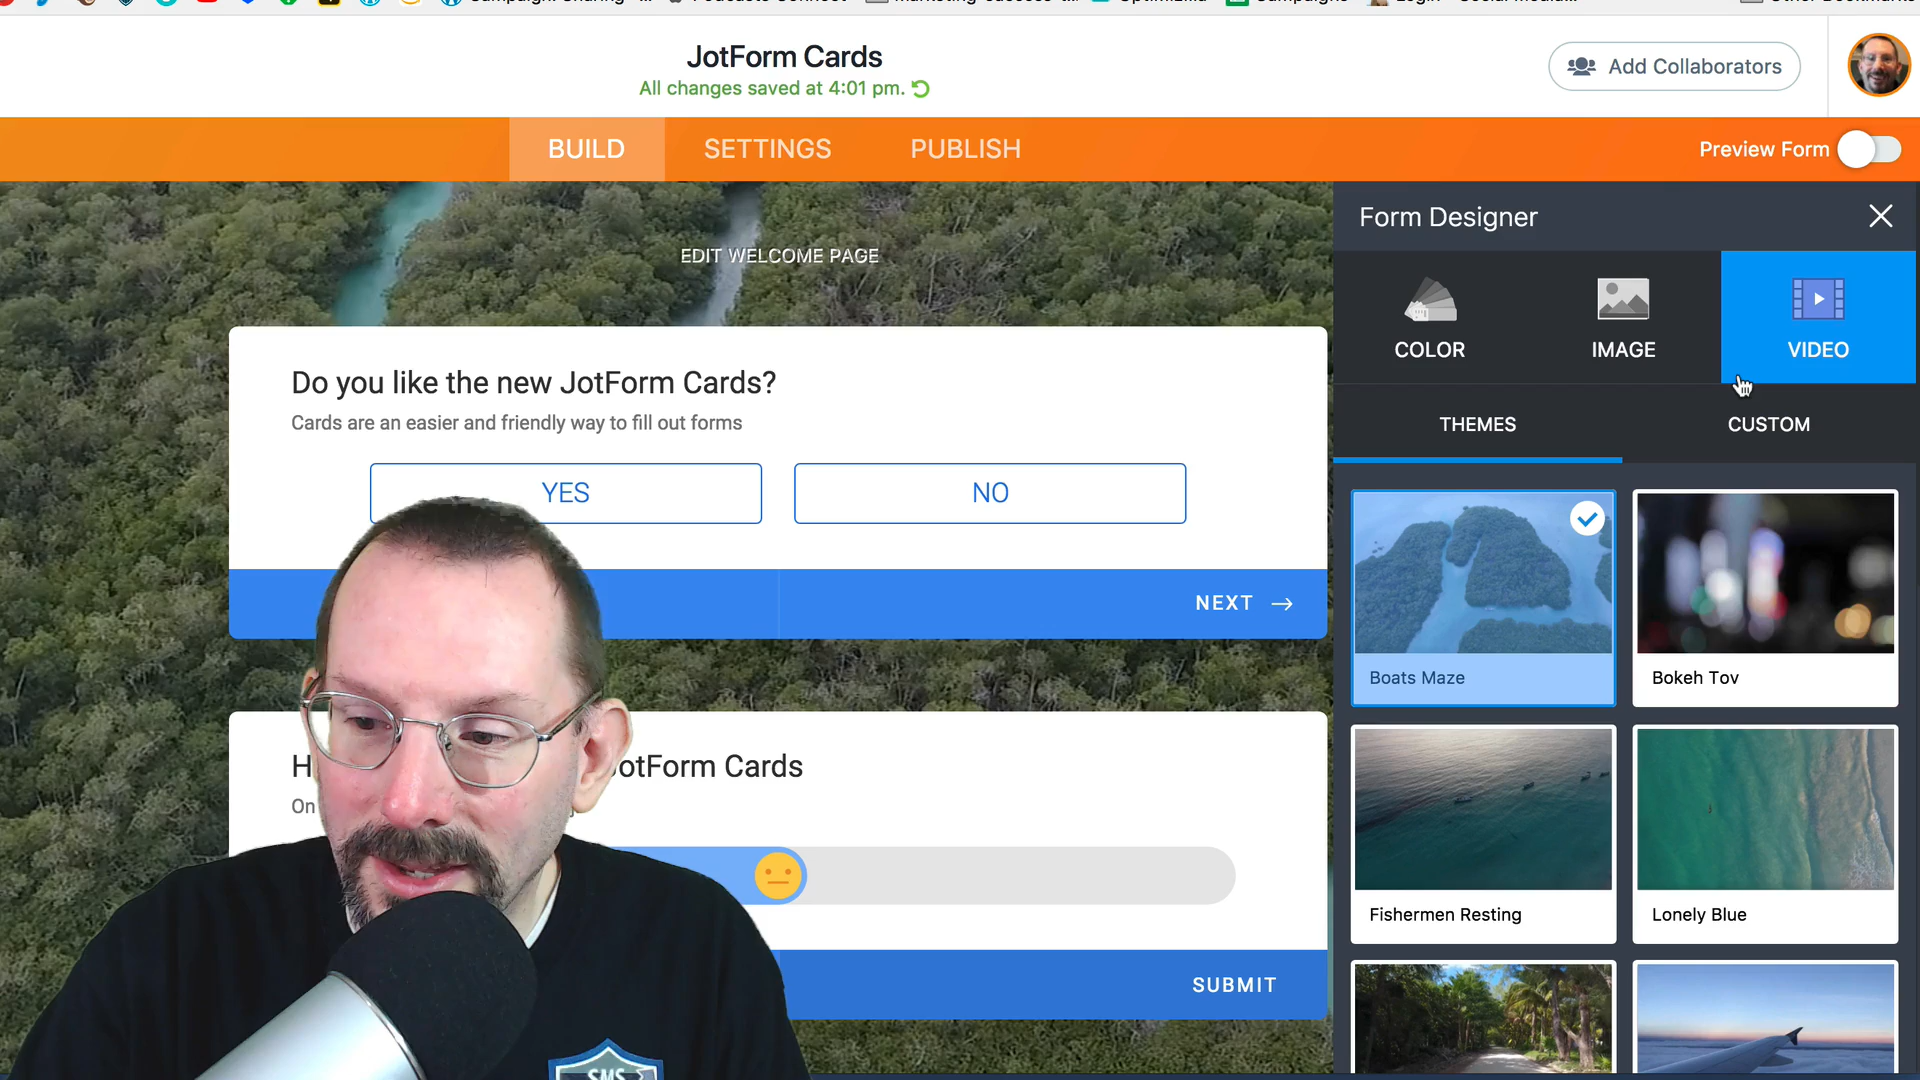 JotForm Cards
All changes saved at 4:01 pm.
Add Collaborators
BUILD
SETTINGS
PUBLISH
Preview Form
EDIT WELCOME PAGE
Form Designer
COLOR
IMAGE
VIDEO
THEMES
CUSTOM
Do you like the new JotForm Cards?
Cards are an easier and friendly way to fill out forms
YES
NO
NEXT
Boats Maze
Bokeh Tov
JotForm Cards
On
SUBMIT
Fishermen Resting
Lonely Blue
SMS